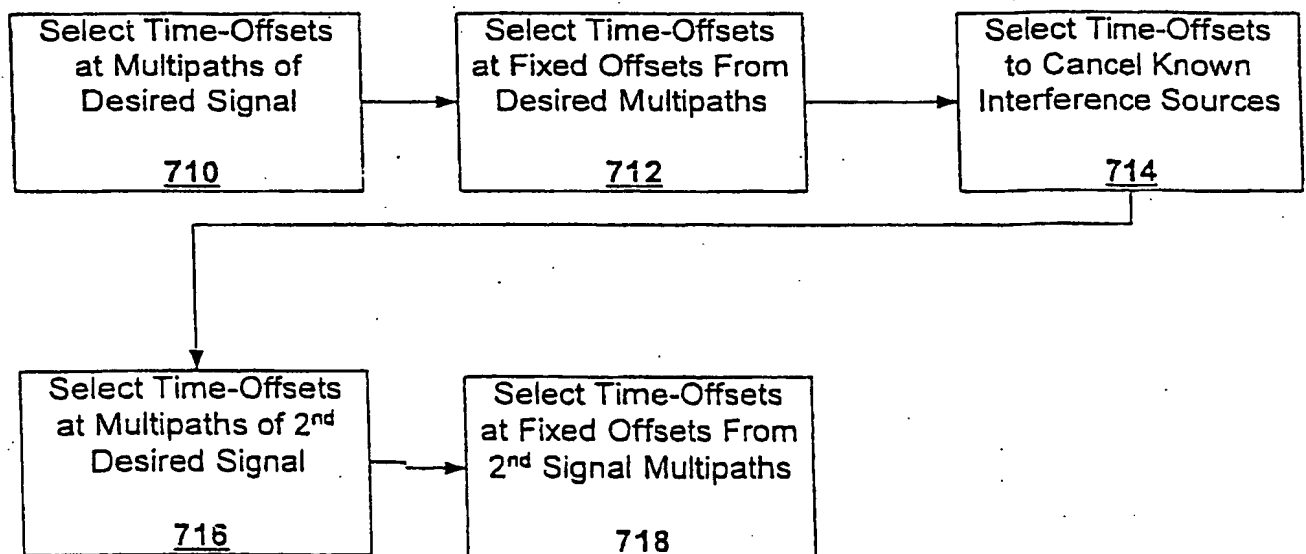 Select Time-Offsets
at Multipaths of
Desired Signal
710
Select Time-Offsets
at Fixed Offsets From
Desired Multipaths
712
Select Time-Offsets
to Cancel Known
Interference Sources
714
Select Time-Offsets
at Multipaths of 2nd
Desired Signal
716
Select Time-Offsets
at Fixed Offsets From
2nd Signal Multipaths
718